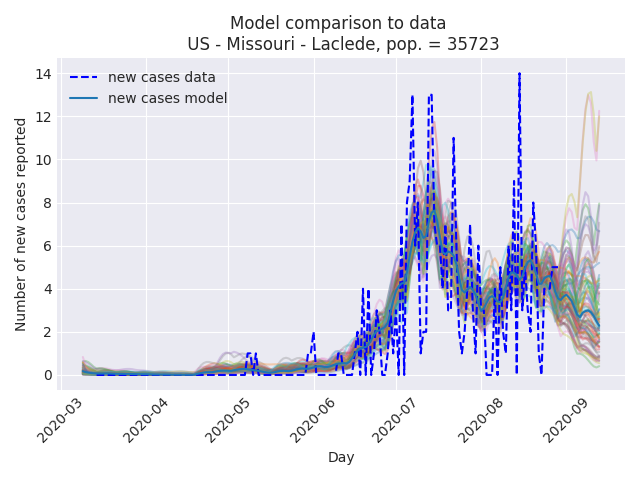 Model comparison to data
US - Missouri - Laclede, pop. = 35723
new cases data
new cases model
Number of new cases reported
14
12
10
8
6
4
2
0
2020-03
2020-04
2020-05
2020-06
2020-07
2020-08
2020-09
Day